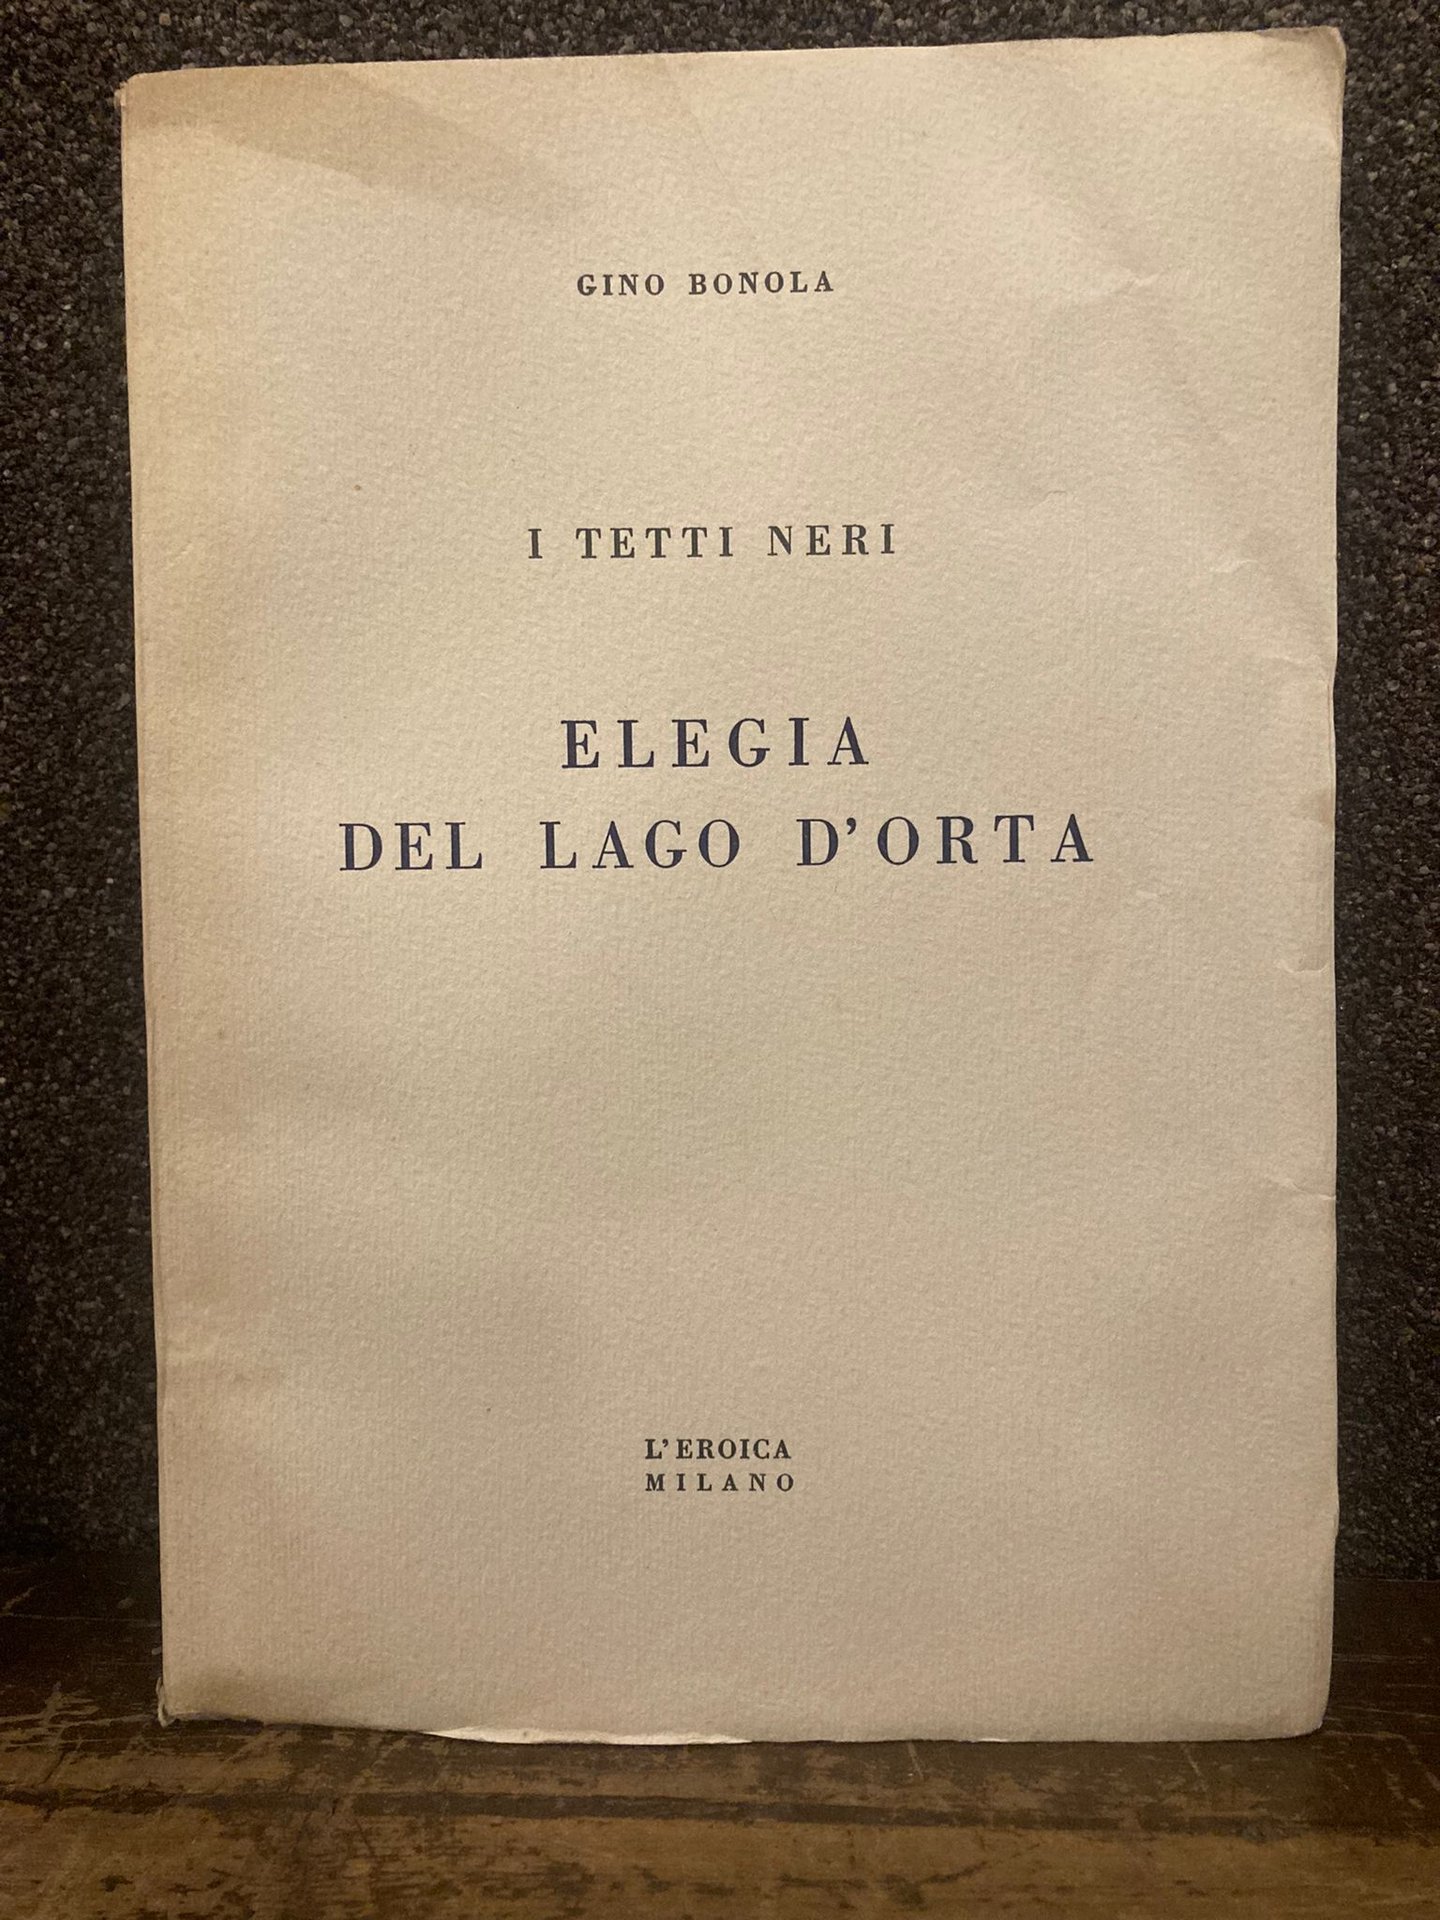 GINO BONOLA
I TETTI NERI
ELEGIA
DEL LAGO D'ORTA
L'EROICA
MILANO